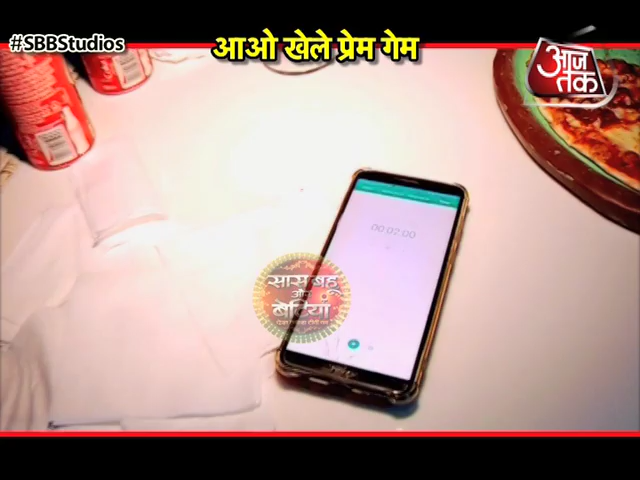 #SBBStudios
आओ खेले प्रेम गेम
आज
तक
00:02:00
सास बहू
और
बेटियां